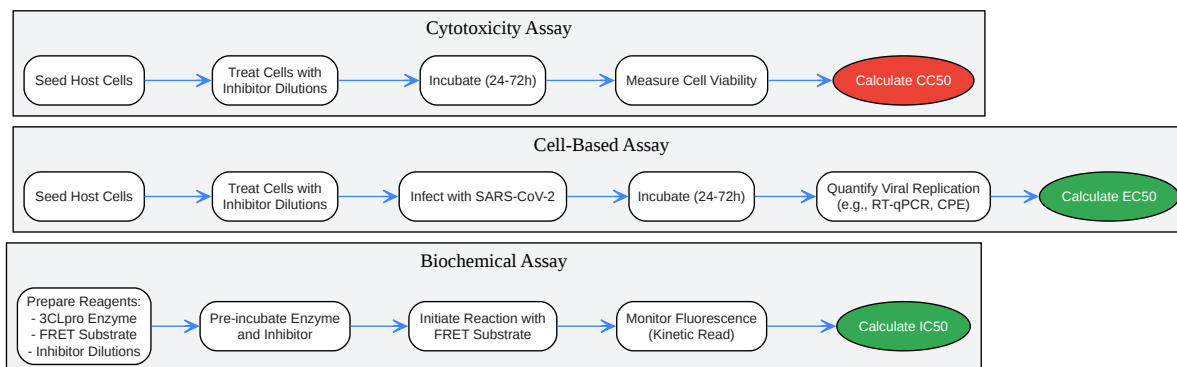 Cytotoxicity Assay
Seed Host Cells
Treat Cells with
Inhibitor Dilutions
Incubate (24-72h)
Measure Cell Viability
Calculate CC50
Cell-Based Assay
Seed Host Cells
Treat Cells with
Inhibitor Dilutions
Infect with SARS-CoV-2
Incubate (24-72h)
Quantify Viral Replication
(e.g., RT-qPCR, CPE)
Calculate EC50
Biochemical Assay
Prepare Reagents:
- 3CLpro Enzyme
- FRET Substrate
- Inhibitor Dilutions
Pre-incubate Enzyme
and Inhibitor
Initiate Reaction with
FRET Substrate
Monitor Fluorescence
(Kinetic Read)
Calculate IC50